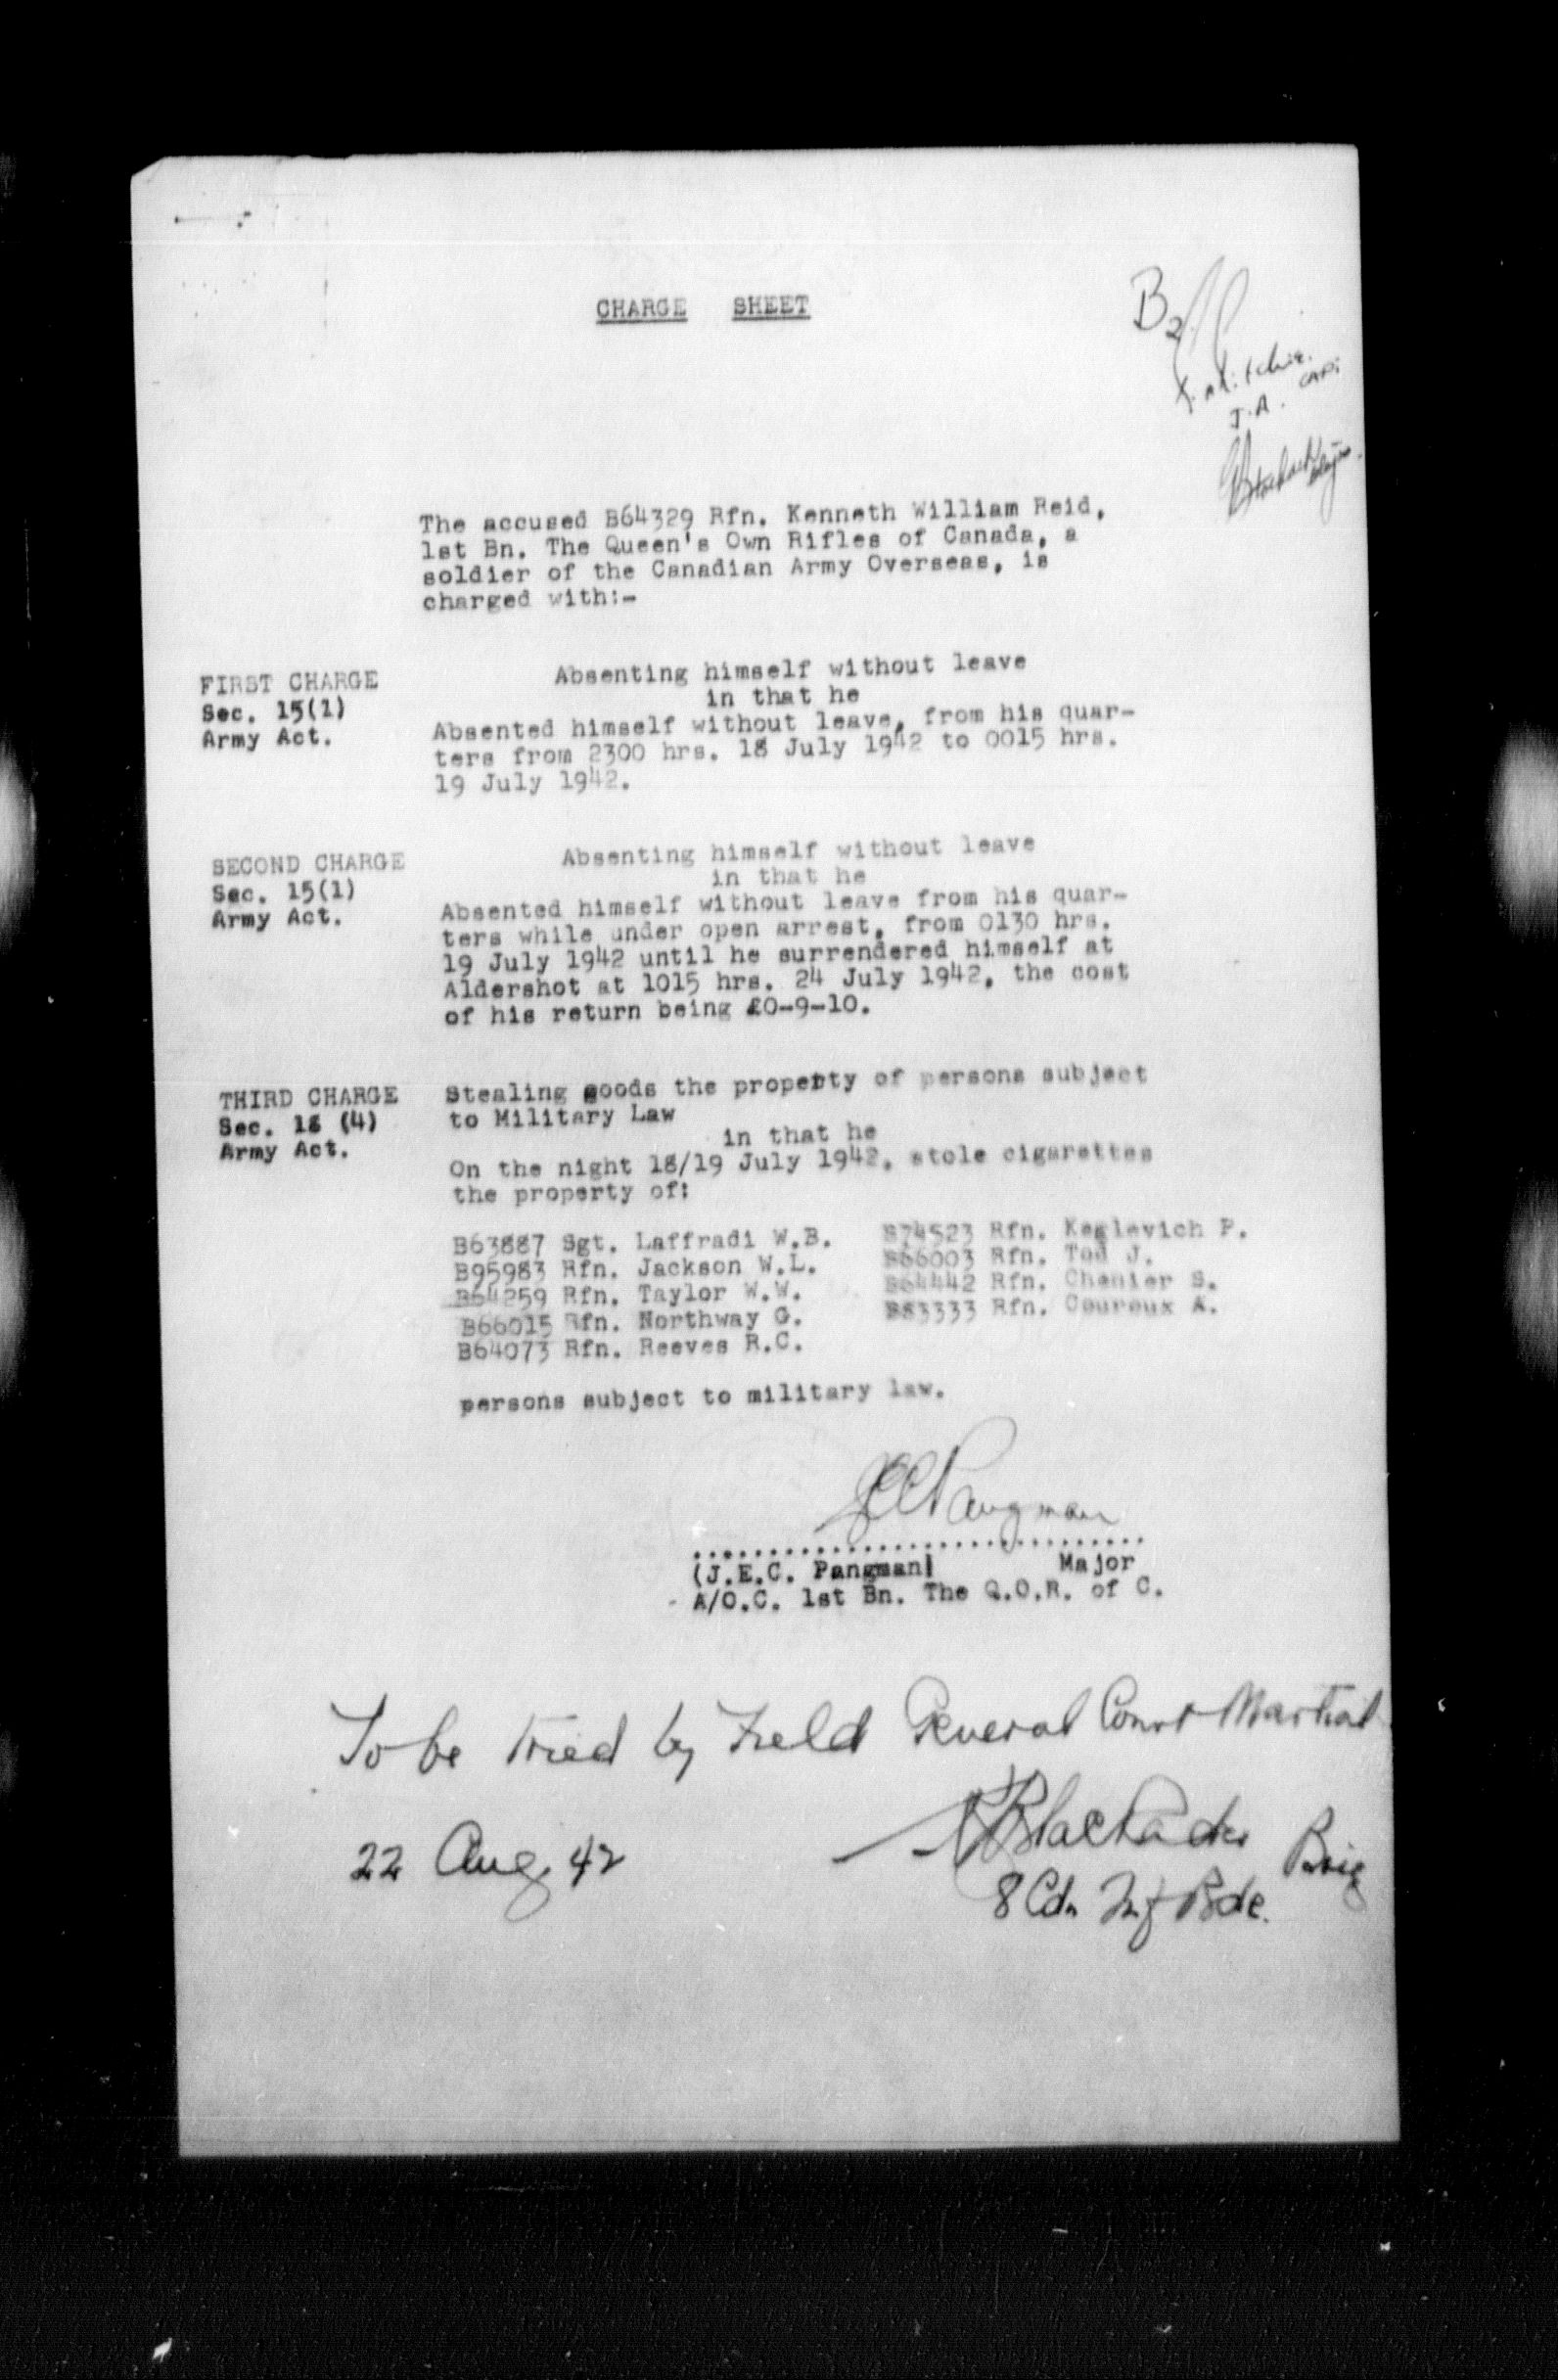 CHARGE SHEET
B2
J.A. Capt
The accused B64329 Rfn. Kenneth William Reid,
1st Bn. The Queen's Own Rifles of Canada, a
soldier of the Canadian Army Overseas, is
charged with:-
FIRST CHARGE
Sec. 15(1)
Army Act.
Absenting himself without leave
in that he
Absented himself without leave, from his quar-
ters from 2300 hrs. 18 July 1942 to 0015 hrs.
19 July 1942.
SECOND CHARGE
Sec. 15(1)
Army Act.
Absenting himself without leave
in that he
Absented himself without leave from his quar-
ters while under open arrest, from 0130 hrs.
19 July 1942 until he surrendered himself at
Aldershot at 1015 hrs. 24 July 1942, the cost
of his return being £0-9-10.
THIRD CHARGE
Sec. 18 (4)
Army Act.
Stealing goods the property of persons subject
to Military Law
in that he
On the night 18/19 July 1942, stole cigarettes
the property of:
B63887 Sgt. Laffradi W.B.
B95983 Rfn. Jackson W.L.
B64259 Rfn. Taylor W.W.
B66015 Rfn. Northway G.
B64073 Rfn. Reeves R.C.
B74523 Rfn. Keglevich P.
B66003 Rfn. Tod J.
B64442 Rfn. Chenier S.
B83333 Rfn. Coureux A.
persons subject to military law.
JEC Pangman
(J.E.C. Pangman) Major
A/O.C. 1st Bn. The Q.O.R. of C.
To be tried by Field General Court Martial
Blackader Brig
22 Aug. 42
8 Cdn Inf Bde.